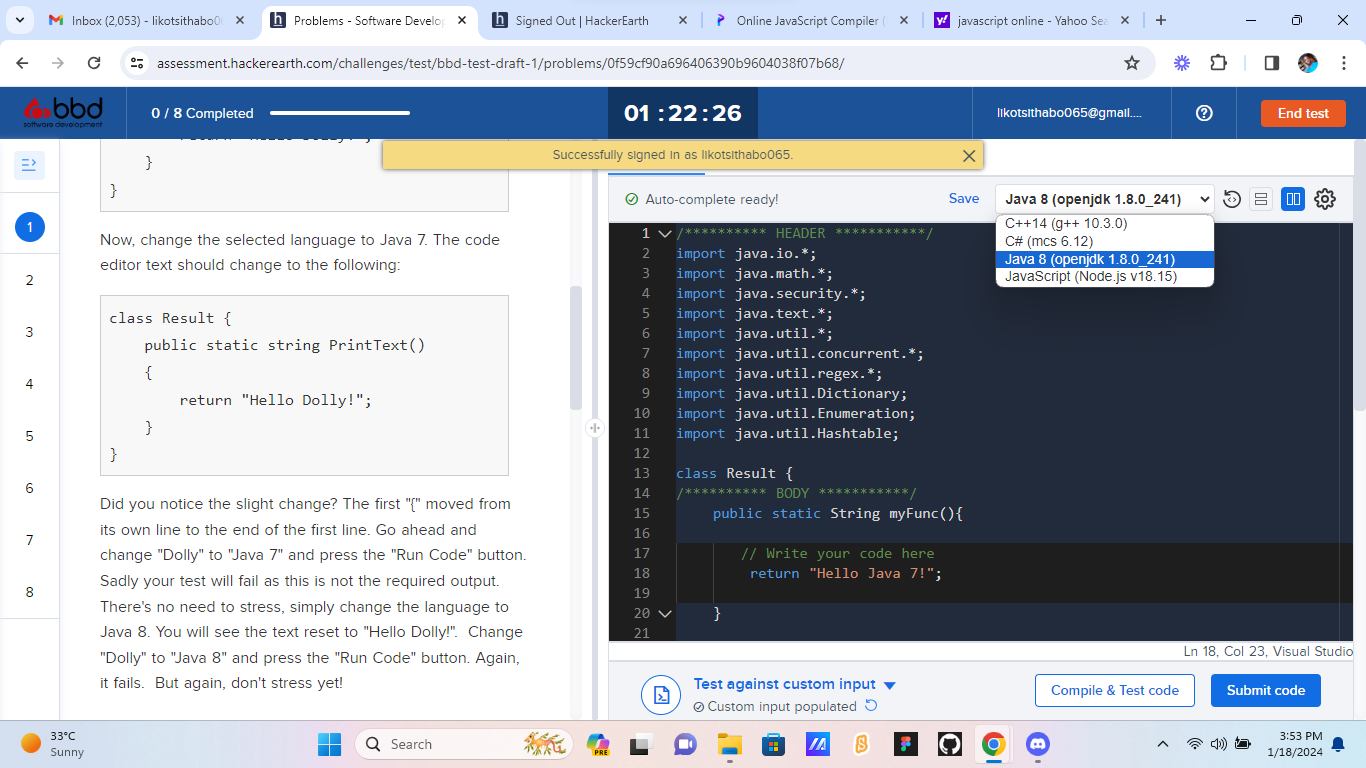 Inbox (2,053) - likotsithabo0
Problems - Software Develop
Signed Out | HackerEarth
Online JavaScript Compiler (
javascript online - Yahoo Sea
assessment.hackerearth.com/challenges/test/bbd-test-draft-1/problems/0f59cf90a696406390b9604038f07b68/
bbd
software development
0 / 8 Completed
01 : 22 : 26
likotsithabo065@gmail....
End test
Successfully signed in as likotsithabo065.
}
}
Now, change the selected language to Java 7. The code
editor text should change to the following:
class Result {
public static string PrintText()
{
return "Hello Dolly!";
}
}
Did you notice the slight change? The first "{" moved from
its own line to the end of the first line. Go ahead and
change "Dolly" to "Java 7" and press the "Run Code" button.
Sadly your test will fail as this is not the required output.
There's no need to stress, simply change the language to
Java 8. You will see the text reset to "Hello Dolly!".  Change
"Dolly" to "Java 8" and press the "Run Code" button. Again,
it fails.  But again, don't stress yet!
1
2
3
4
5
6
7
8
Auto-complete ready!
Save
Java 8 (openjdk 1.8.0_241)
C++14 (g++ 10.3.0)
C# (mcs 6.12)
Java 8 (openjdk 1.8.0_241)
JavaScript (Node.js v18.15)
1 /********** HEADER ***********/
2 import java.io.*;
3 import java.math.*;
4 import java.security.*;
5 import java.text.*;
6 import java.util.*;
7 import java.util.concurrent.*;
8 import java.util.regex.*;
9 import java.util.Dictionary;
10 import java.util.Enumeration;
11 import java.util.Hashtable;
12
13 class Result {
14 /********** BODY ***********/
15 public static String myFunc(){
16
17 // Write your code here
18 return "Hello Java 7!";
19
20 }
21
Ln 18, Col 23, Visual Studio
Test against custom input
Custom input populated
Compile & Test code
Submit code
33°C
Sunny
Search
PRE
3:53 PM
1/18/2024